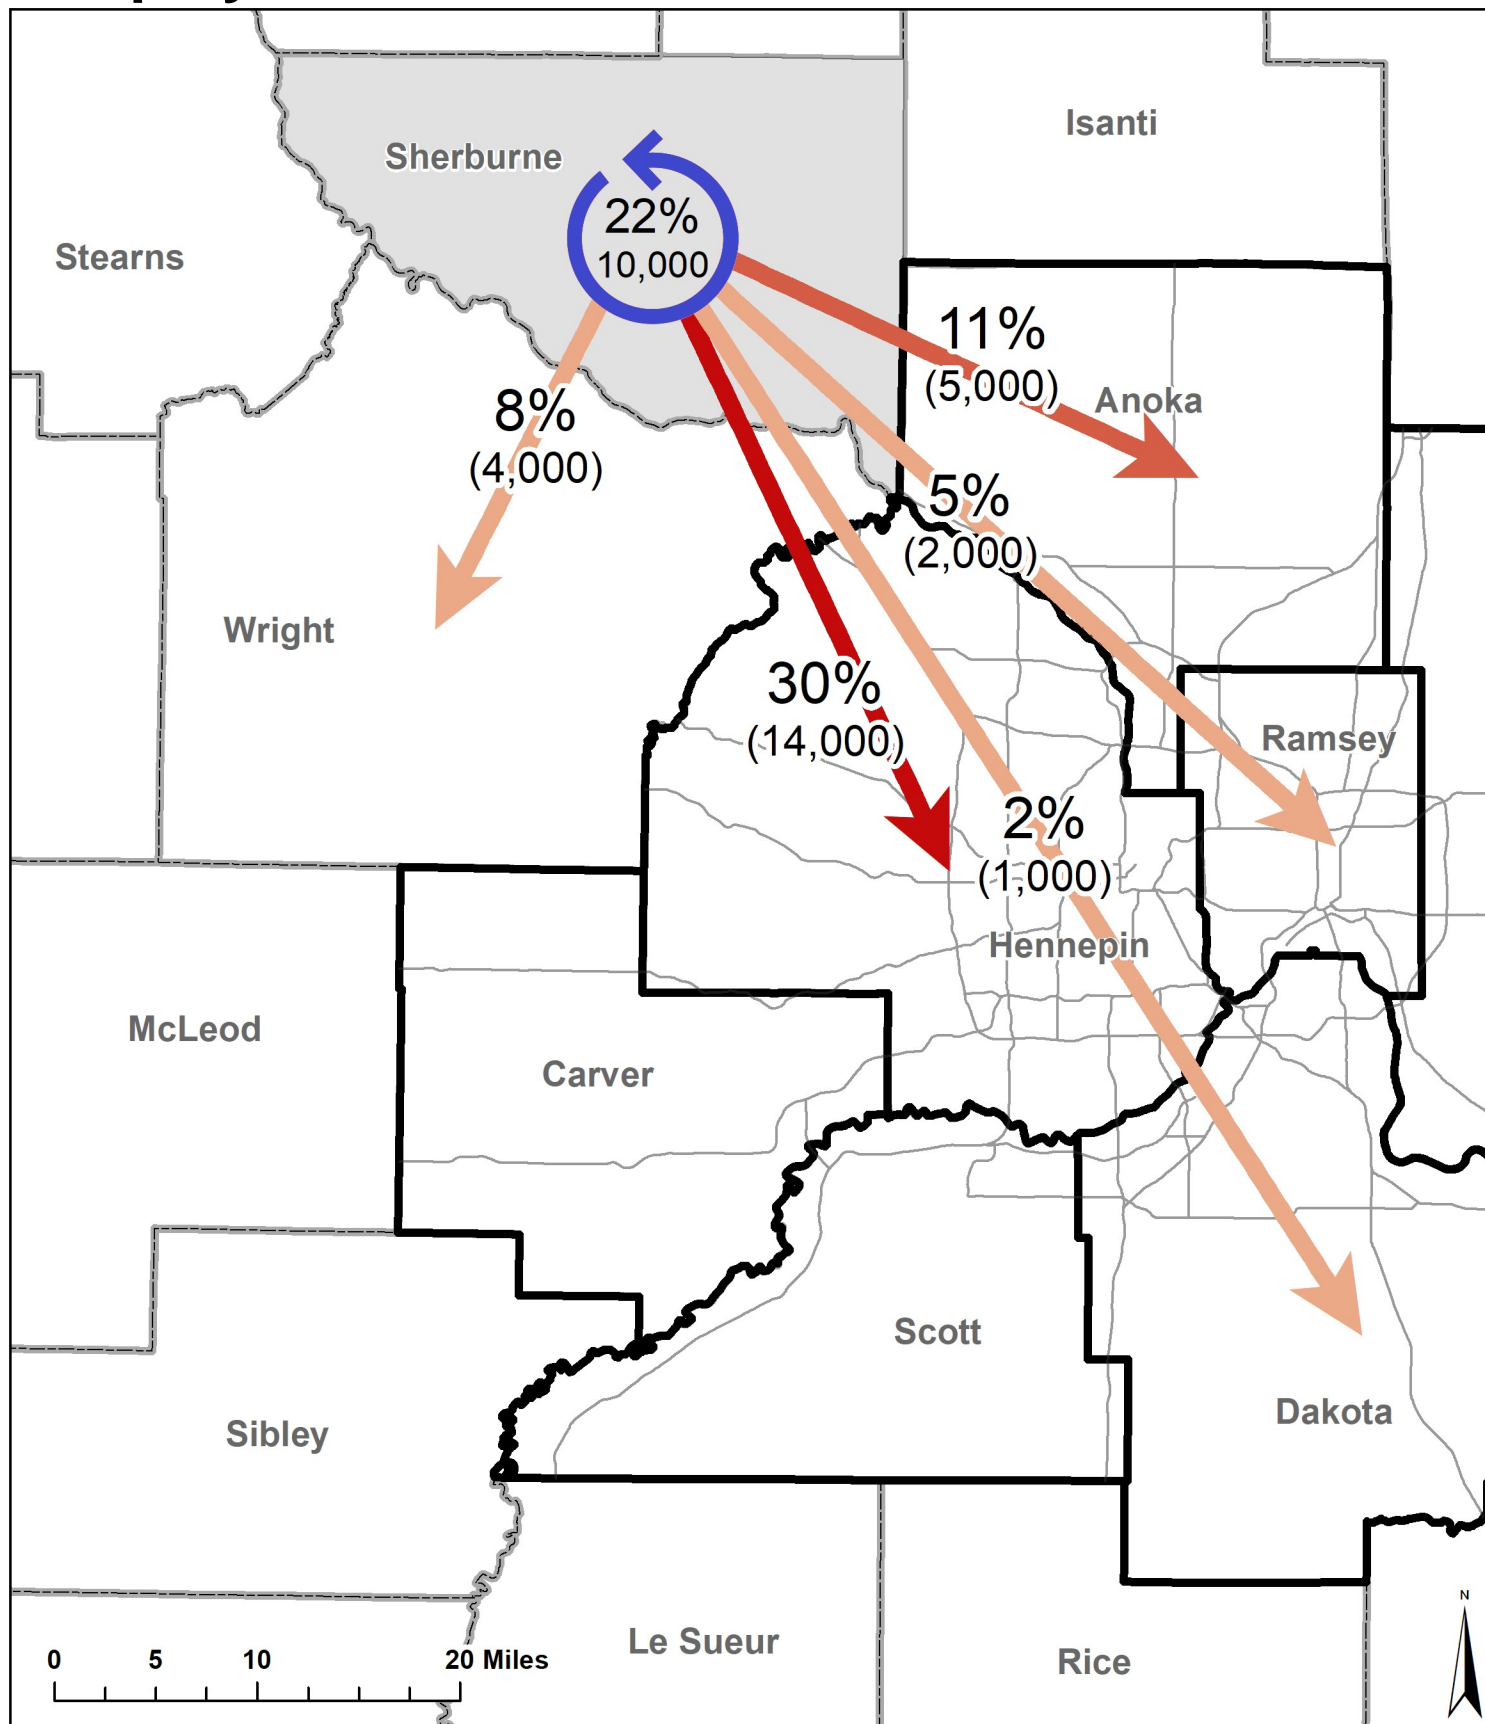 Isanti
Sherburne
22%
10,000
Stearns
11%
(5,000)
Anoka
8%
(4,000)
5%
(2,000)
Wright
30%
(14,000)
Ramsey
2%
(1,000)
Hennepin
McLeod
Carver
Scott
Dakota
Sibley
Le Sueur
Rice
N
0 5 10 20 Miles